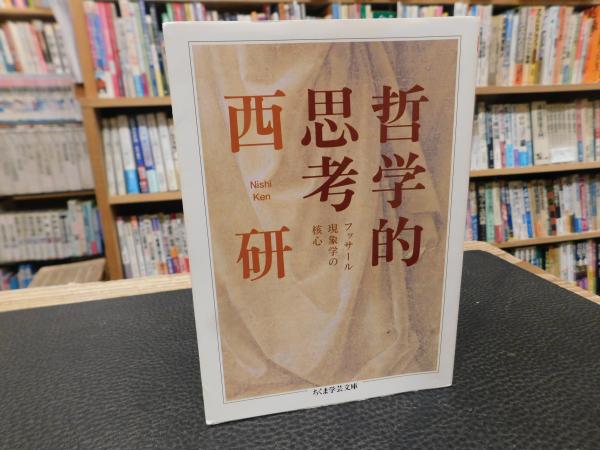 哲学的
思考
フッサール
現象学の
核心
西 研
Nishi
Ken
ちくま学芸文庫